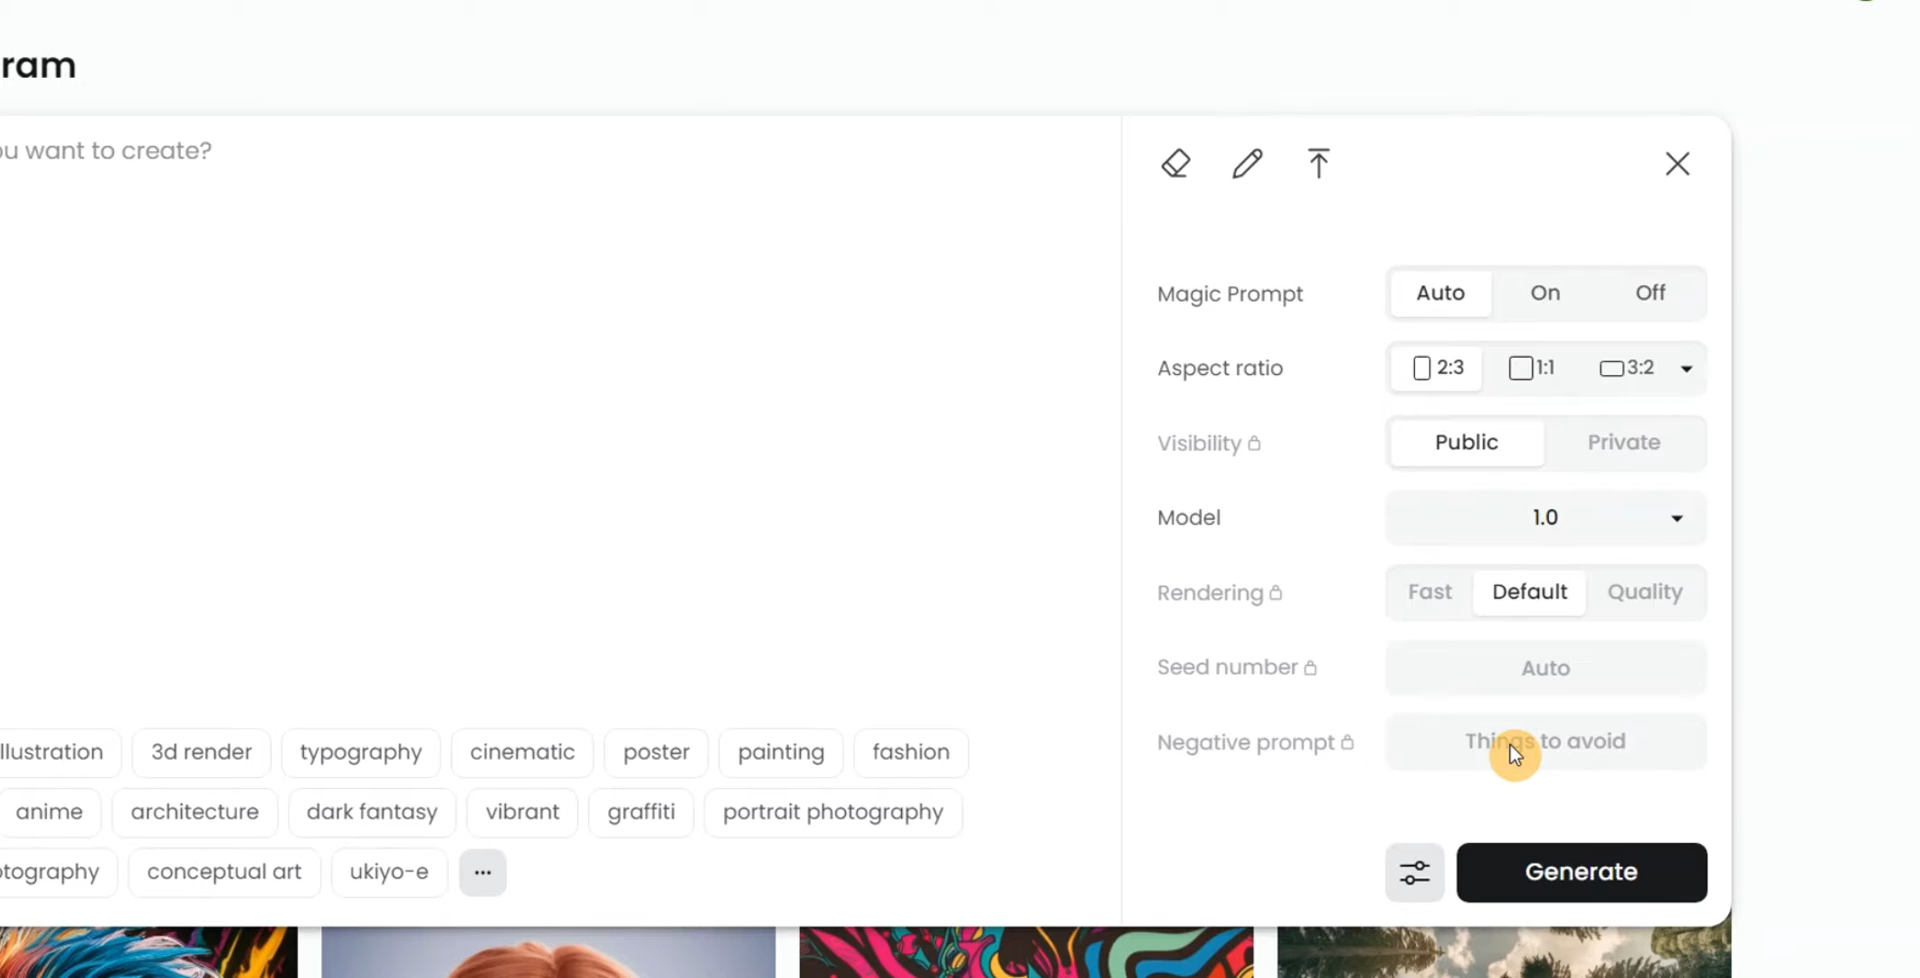 ram
ou want to create?
Magic Prompt Auto On Off
Aspect ratio 2:3 1:1 3:2
Visibility Public Private
Model 1.0
Rendering Fast Default Quality
Seed number Auto
Negative prompt Things to avoid
llustration 3d render typography cinematic poster painting fashion
anime architecture dark fantasy vibrant graffiti portrait photography
otography conceptual art ukiyo-e ...
Generate